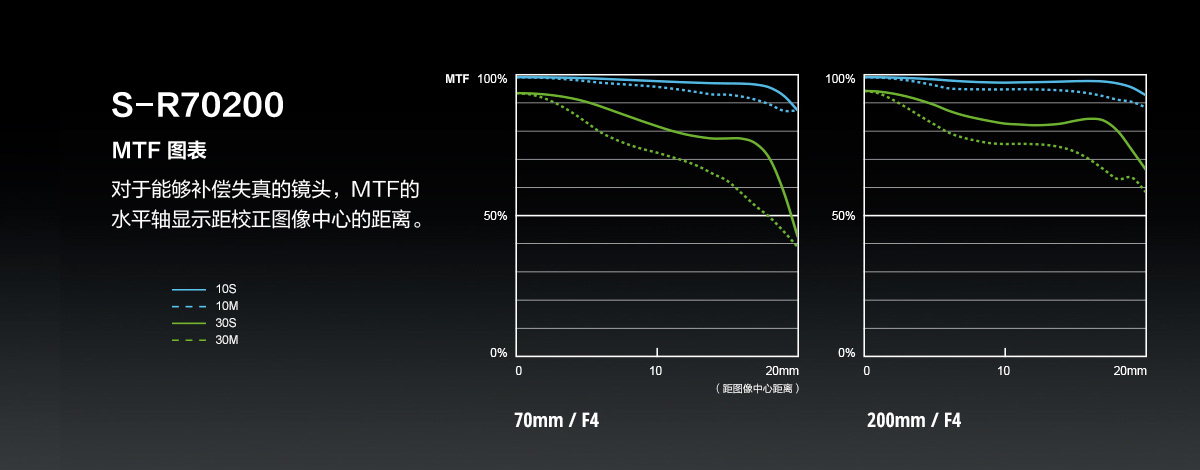 S-R70200
MTF 图表
对于能够补偿失真的镜头，MTF的
水平轴显示距校正图像中心的距离。
10S
10M
30S
30M
MTF 100%
50%
0%
0 10 20mm
（距图像中心距离）
70mm / F4
100%
50%
0%
0 10 20mm
200mm / F4